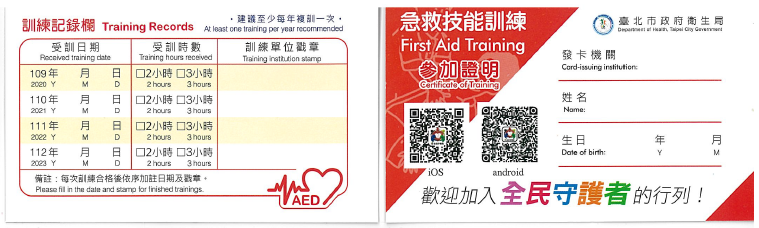 訓練記錄欄 Training Records
・建議至少每年複訓一次・
At least one training per year recommended
受訓日期 受訓時數 訓練單位戳章
Received training date Training hours received Training institution stamp
109年 月 日 □2小時 □3小時
2020 Y M D 2 hours 3 hours
110年 月 日 □2小時 □3小時
2021 Y M D 2 hours 3 hours
111年 月 日 □2小時 □3小時
2022 Y M D 2 hours 3 hours
112年 月 日 □2小時 □3小時
2023 Y M D 2 hours 3 hours
備註：每次訓練合格後依序加註日期及戳章。
Please fill in the date and stamp for finished trainings.
AED
急救技能訓練
First Aid Training
參加證明
Certificate of Training
iOS android
臺北市政府衛生局
Department of Health, Taipei City Government
發卡機關
Card-issuing institution:
姓名
Name:
生日 年 月
Date of birth: Y M
歡迎加入全民守護者的行列！